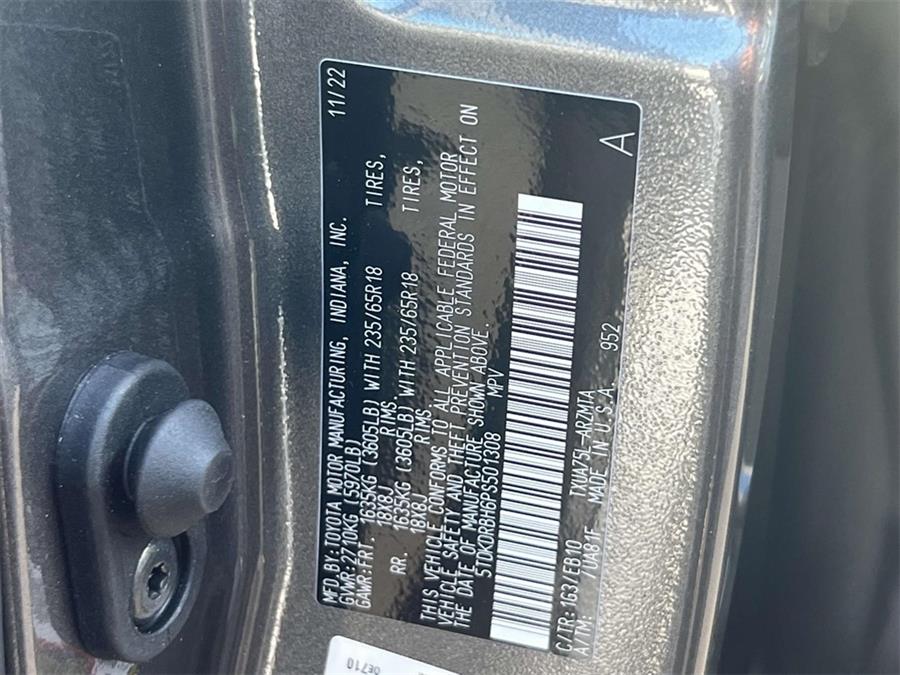 MFD.BY:TOYOTA MOTOR MANUFACTURING, INDIANA, INC. 11/22
GVWR:2710KG (5970LB)
GAWR:FRT. 1635KG (3605LB) WITH 235/65R18 TIRES,
18X8J RIMS,
RR. 1635KG (3605LB) WITH 235/65R18 TIRES,
18X8J RIMS
THIS VEHICLE CONFORMS TO ALL APPLICABLE FEDERAL MOTOR
VEHICLE SAFETY AND THEFT PREVENTION STANDARDS IN EFFECT ON
THE DATE OF MANUFACTURE SHOWN ABOVE.
5TDKDRBH6PS501308 MPV
C/TR:1G3/EB10 TXUA75L-ARZMTA
A/TM: /UA81F MADE IN U.S.A 952
A
0E710